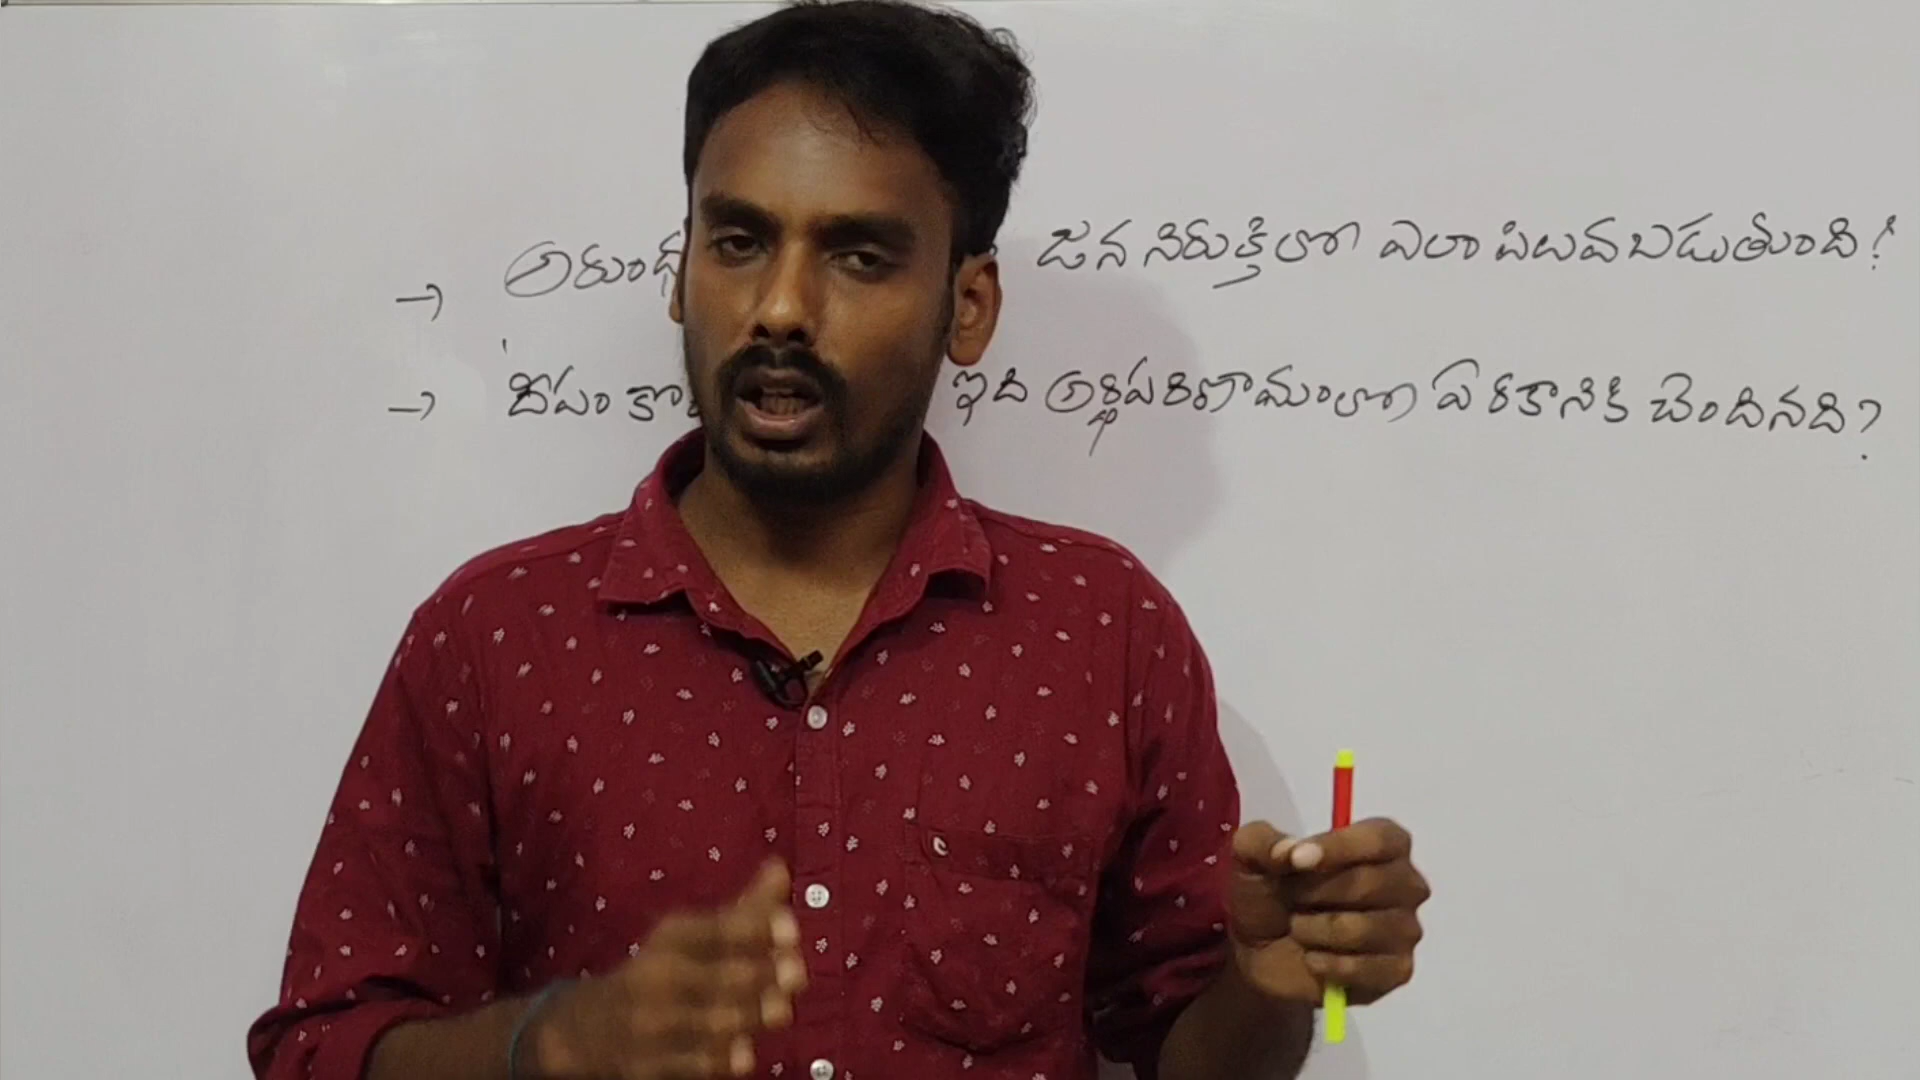 → అరుంధ జన నిరుక్తిలో ఎలా పిలవబడుతుంది?
→ దీపం కొ ఇది అర్థపరిణామంలో ఏ రకానికి చెందినది?